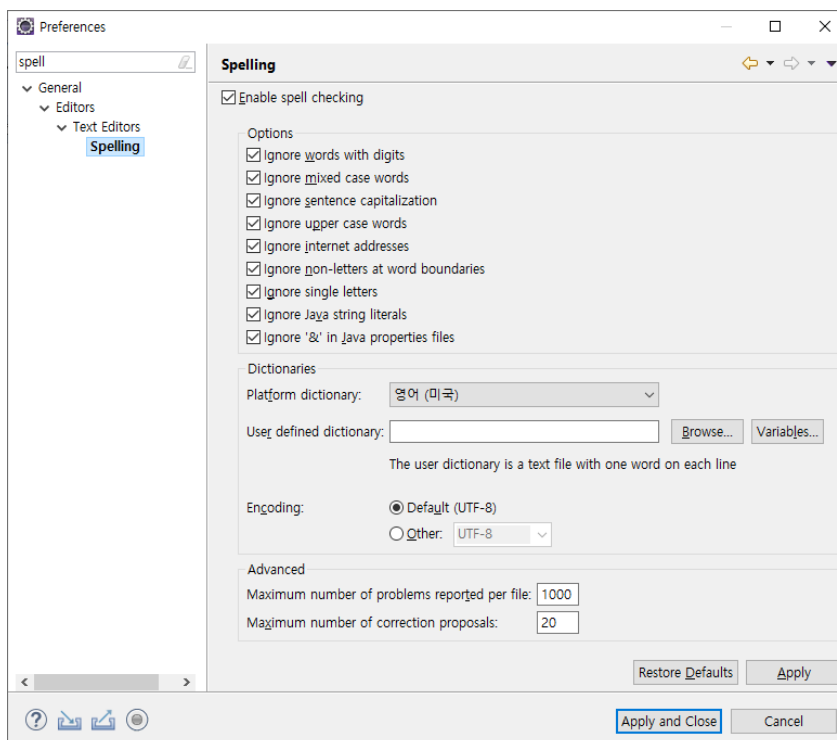 Preferences
spell
General
Editors
Text Editors
Spelling
Spelling
Enable spell checking
Options
Ignore words with digits
Ignore mixed case words
Ignore sentence capitalization
Ignore upper case words
Ignore internet addresses
Ignore non-letters at word boundaries
Ignore single letters
Ignore Java string literals
Ignore '&' in Java properties files
Dictionaries
Platform dictionary: 영어 (미국)
User defined dictionary: Browse... Variables...
The user dictionary is a text file with one word on each line
Encoding: Default (UTF-8)
Other: UTF-8
Advanced
Maximum number of problems reported per file: 1000
Maximum number of correction proposals: 20
Restore Defaults Apply
Apply and Close Cancel